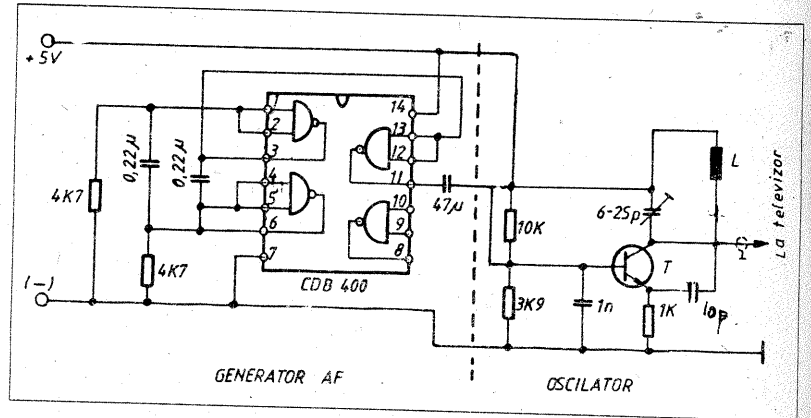 +5V
(-)
4K7
0,22µ
0,22µ
4K7
1
2
3
4
5
6
7
14
13
12
11
10
9
8
CDB 400
47µ
10K
3K9
1n
6-25p
L
T
1K
10p
La televizor
GENERATOR AF
OSCILATOR